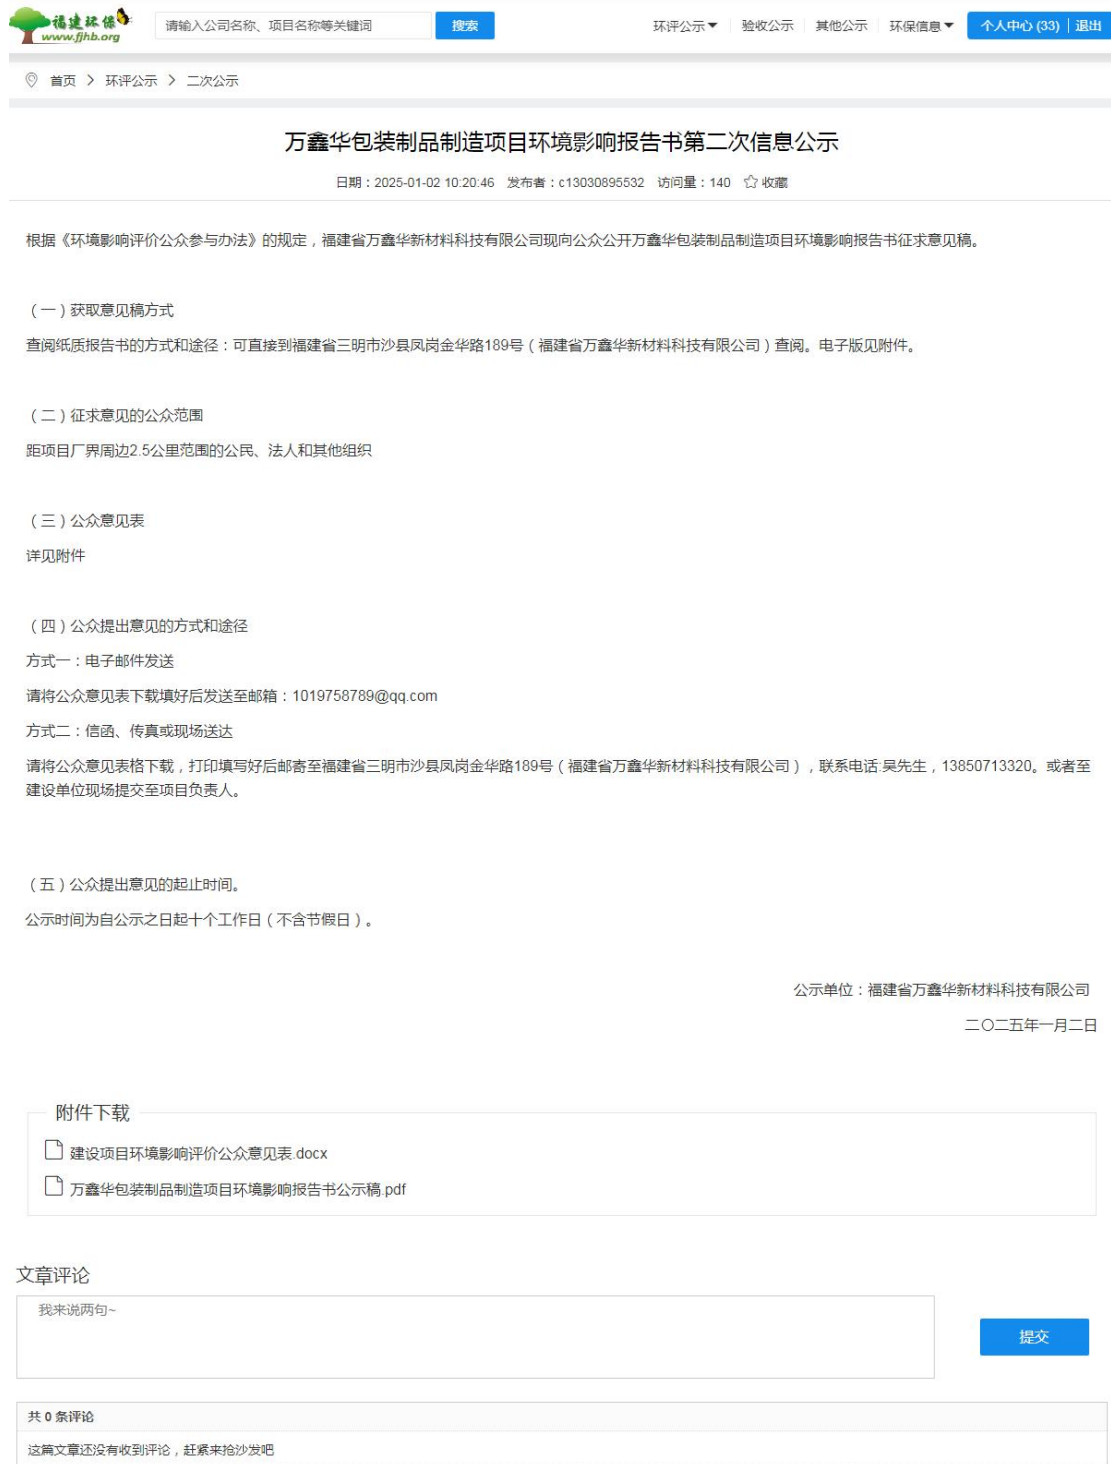 福建环保
www.fjhb.org
请输入公司名称、项目名称等关键词 搜索 环评公示 验收公示 其他公示 环保信息 个人中心 (33) 退出
首页 > 环评公示 > 二次公示
万鑫华包装制品制造项目环境影响报告书第二次信息公示
日期：2025-01-02 10:20:46 发布者：c13030895532 访问量：140 收藏
根据《环境影响评价公众参与办法》的规定，福建省万鑫华新材料科技有限公司现向公众公开万鑫华包装制品制造项目环境影响报告书征求意见稿。
（一）获取意见稿方式
查阅纸质报告书的方式和途径：可直接到福建省三明市沙县凤岗金华路189号（福建省万鑫华新材料科技有限公司）查阅。电子版见附件。
（二）征求意见的公众范围
距项目厂界周边2.5公里范围的公民、法人和其他组织
（三）公众意见表
详见附件
（四）公众提出意见的方式和途径
方式一：电子邮件发送
请将公众意见表下载填好后发送至邮箱：1019758789@qq.com
方式二：信函、传真或现场送达
请将公众意见表格下载，打印填写好后邮寄至福建省三明市沙县凤岗金华路189号（福建省万鑫华新材料科技有限公司），联系电话:吴先生，13850713320。或者至
建设单位现场提交至项目负责人。
（五）公众提出意见的起止时间。
公示时间为自公示之日起十个工作日（不含节假日）。
公示单位：福建省万鑫华新材料科技有限公司
二〇二五年一月二日
附件下载
建设项目环境影响评价公众意见表.docx
万鑫华包装制品制造项目环境影响报告书公示稿.pdf
文章评论
我来说两句~
提交
共 0 条评论
这篇文章还没有收到评论，赶紧来抢沙发吧